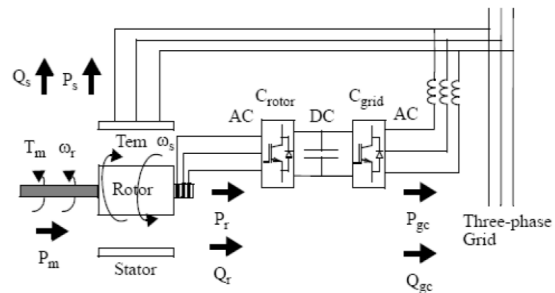 Qs Ps
Crotor Cgrid
AC DC AC
Tm ωr Tem ωs
Rotor
Pm
Pr
Pgc
Three-phase
Grid
Stator
Qr
Qgc